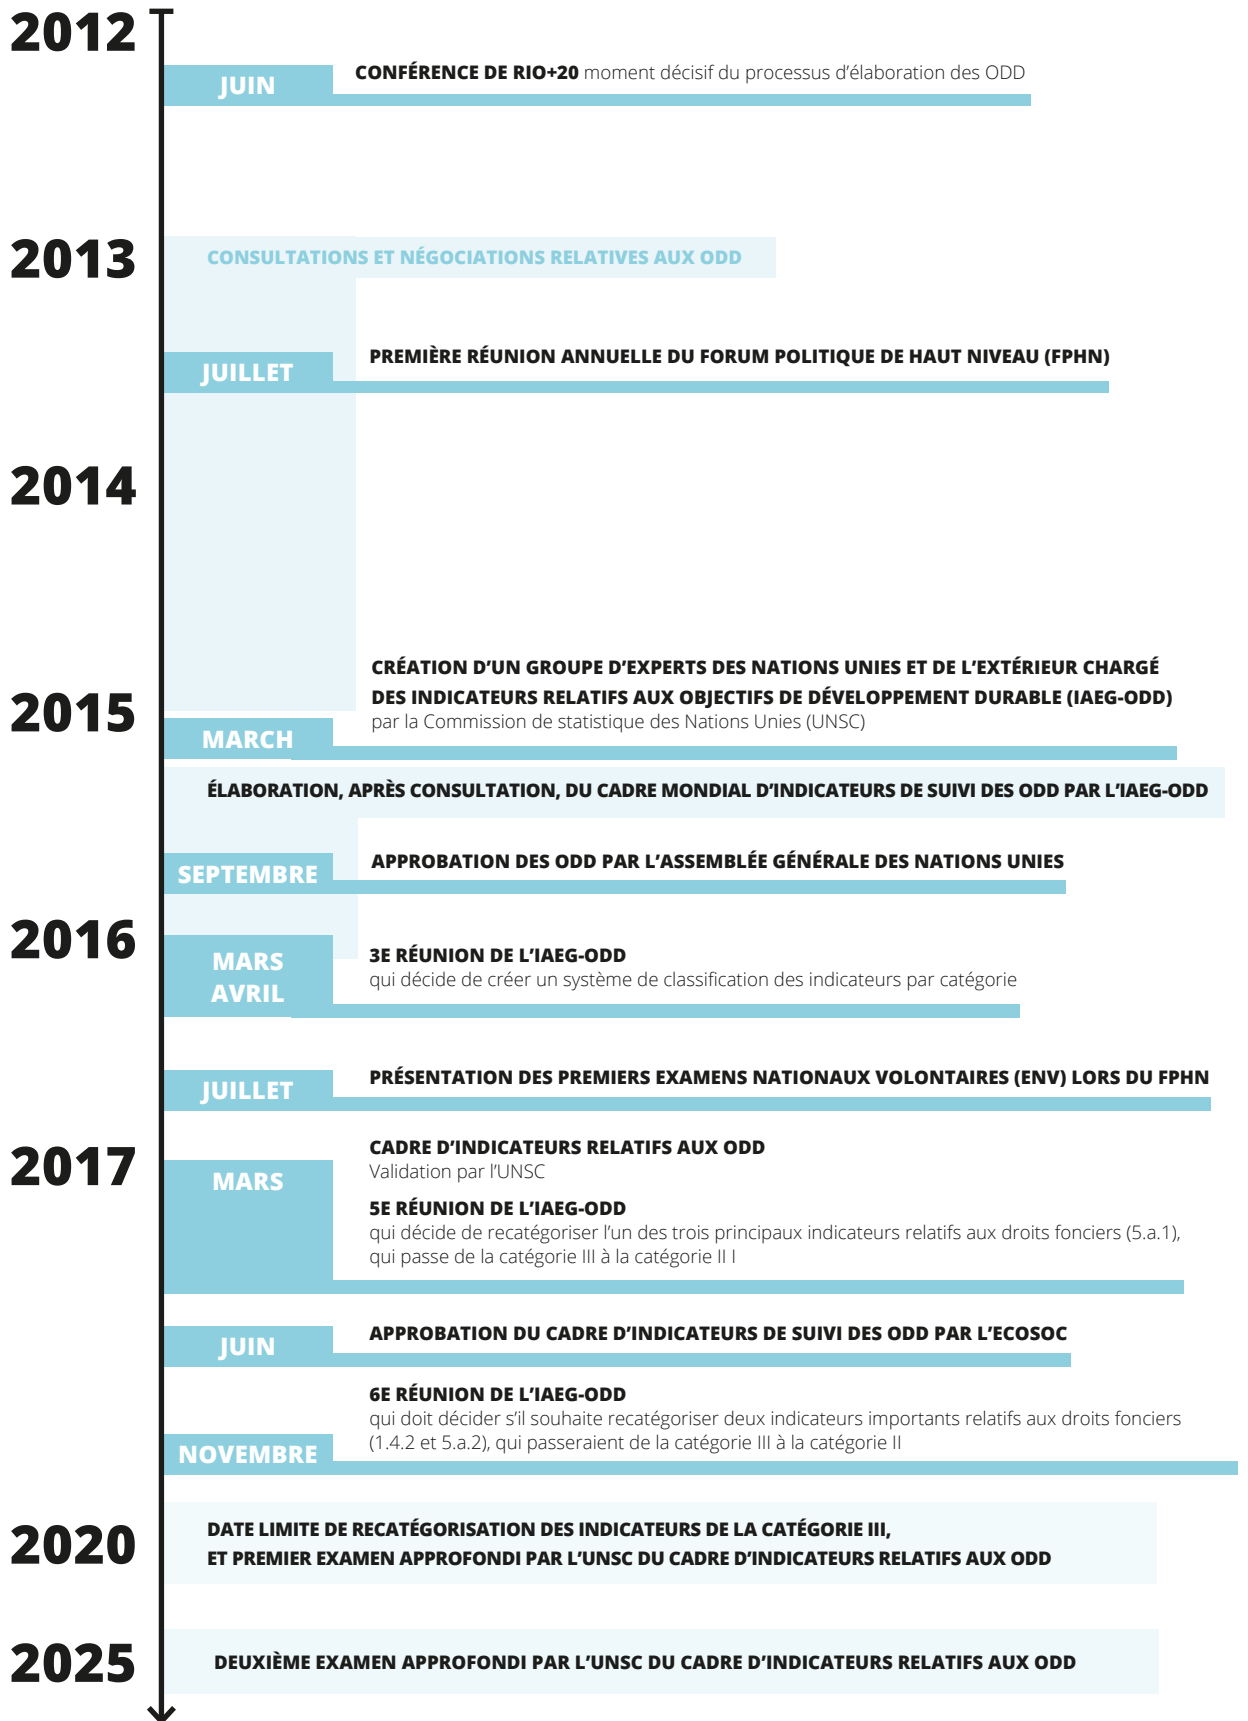 2012
JUIN
CONFÉRENCE DE RIO+20 moment décisif du processus d'élaboration des ODD
2013
CONSULTATIONS ET NÉGOCIATIONS RELATIVES AUX ODD
JUILLET
PREMIÈRE RÉUNION ANNUELLE DU FORUM POLITIQUE DE HAUT NIVEAU (FPHN)
2014
2015
MARCH
CRÉATION D'UN GROUPE D'EXPERTS DES NATIONS UNIES ET DE L'EXTÉRIEUR CHARGÉ
DES INDICATEURS RELATIFS AUX OBJECTIFS DE DÉVELOPPEMENT DURABLE (IAEG-ODD)
par la Commission de statistique des Nations Unies (UNSC)
ÉLABORATION, APRÈS CONSULTATION, DU CADRE MONDIAL D'INDICATEURS DE SUIVI DES ODD PAR L'IAEG-ODD
SEPTEMBRE
APPROBATION DES ODD PAR L'ASSEMBLÉE GÉNÉRALE DES NATIONS UNIES
2016
MARS
AVRIL
3E RÉUNION DE L'IAEG-ODD
qui décide de créer un système de classification des indicateurs par catégorie
JUILLET
PRÉSENTATION DES PREMIERS EXAMENS NATIONAUX VOLONTAIRES (ENV) LORS DU FPHN
2017
MARS
CADRE D'INDICATEURS RELATIFS AUX ODD
Validation par l'UNSC
5E RÉUNION DE L'IAEG-ODD
qui décide de recatégoriser l'un des trois principaux indicateurs relatifs aux droits fonciers (5.a.1),
qui passe de la catégorie III à la catégorie II I
JUIN
APPROBATION DU CADRE D'INDICATEURS DE SUIVI DES ODD PAR L'ECOSOC
NOVEMBRE
6E RÉUNION DE L'IAEG-ODD
qui doit décider s'il souhaite recatégoriser deux indicateurs importants relatifs aux droits fonciers
(1.4.2 et 5.a.2), qui passeraient de la catégorie III à la catégorie II
2020
DATE LIMITE DE RECATÉGORISATION DES INDICATEURS DE LA CATÉGORIE III,
ET PREMIER EXAMEN APPROFONDI PAR L'UNSC DU CADRE D'INDICATEURS RELATIFS AUX ODD
2025
DEUXIÈME EXAMEN APPROFONDI PAR L'UNSC DU CADRE D'INDICATEURS RELATIFS AUX ODD